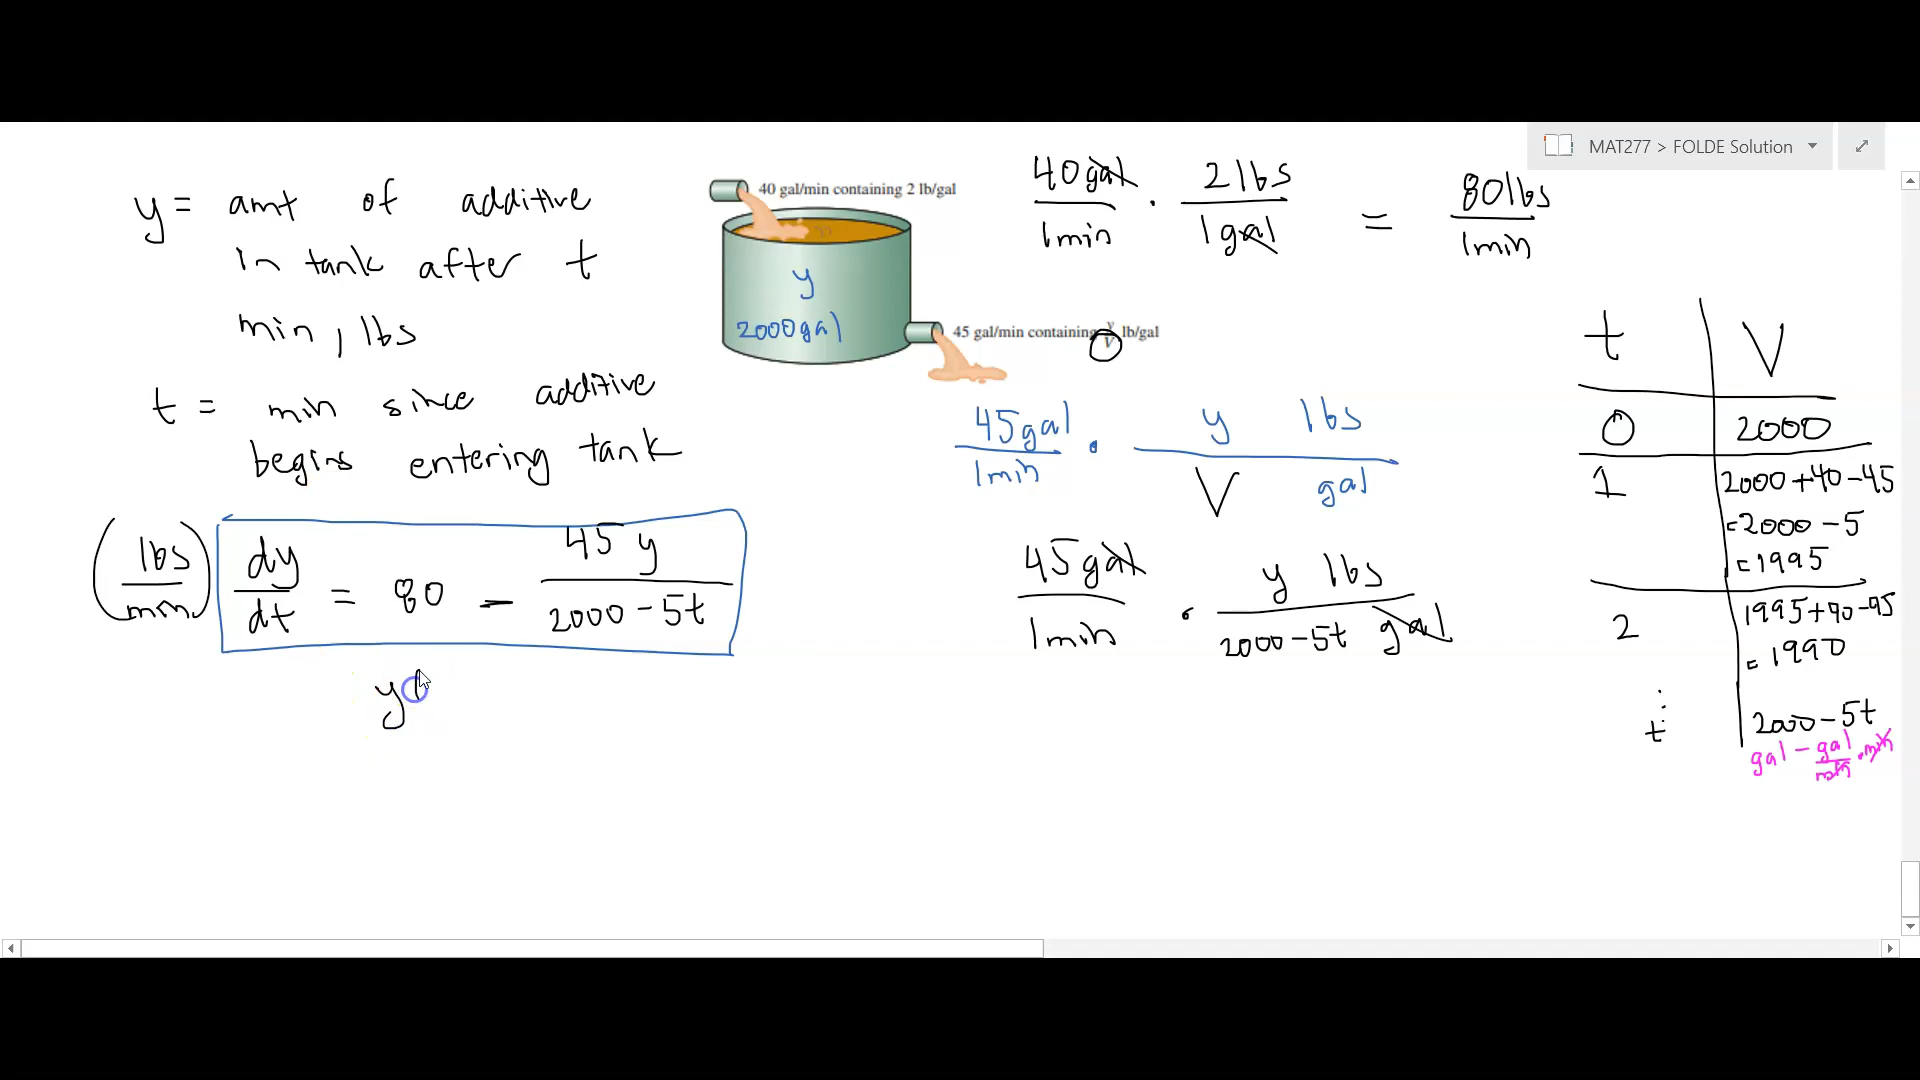 MAT277 > FOLDE Solution
y = amt of additive
in tank after t
min, lbs
t = min since additive
begins entering tank
(lbs/min) dy/dt = 80 - 45 y/(2000 - 5t)
y(
40 gal/min containing 2 lb/gal
y
2000 gal
45 gal/min containing y/V lb/gal
40 gal/1 min · 2 lbs/1 gal = 80 lbs/1 min
45 gal/1 min · y lbs/V gal
45 gal/1 min · y lbs/2000 - 5t gal
t V
0 2000
1 2000 + 40 - 45
= 2000 - 5
= 1995
2 1995 + 40 - 45
= 1990
⋮
t 2000 - 5t
gal - gal/min · min